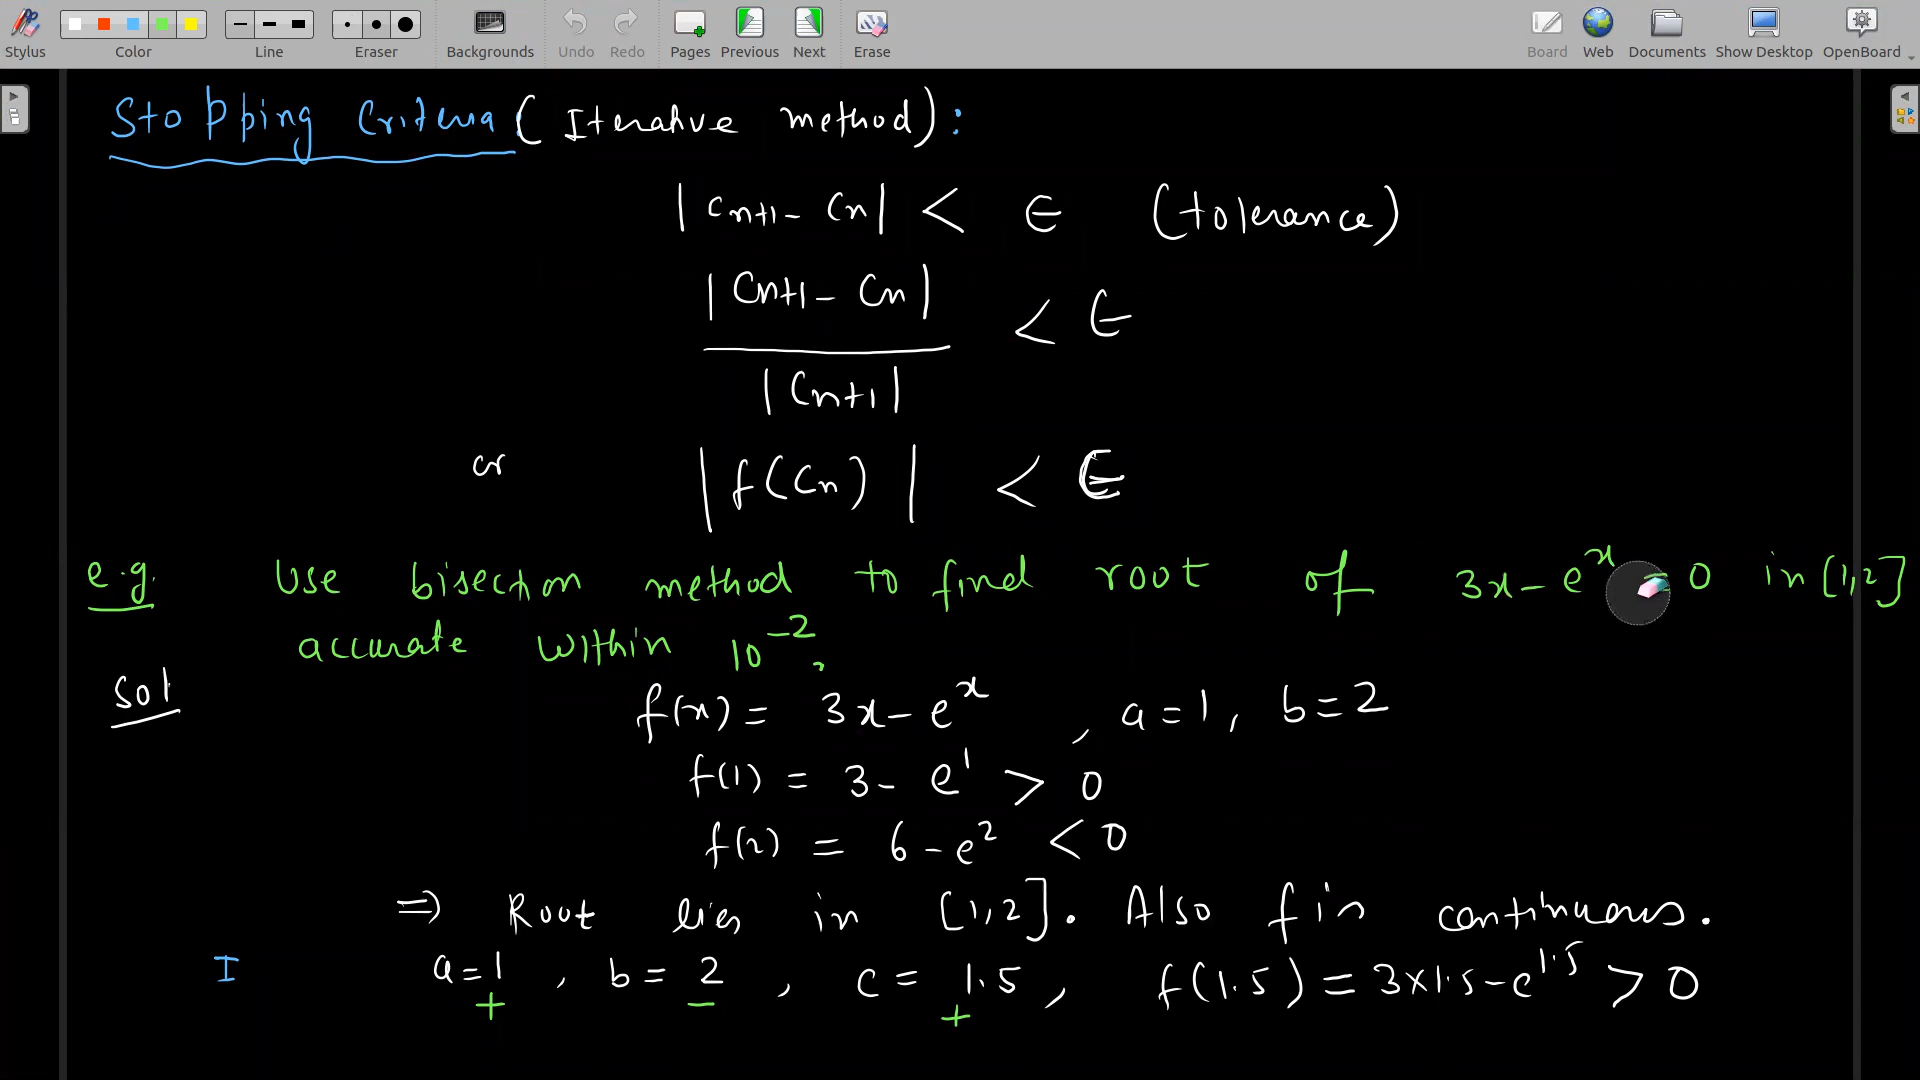 Stylus Color Line Eraser Backgrounds Undo Redo Pages Previous Next Erase Board Web Documents Show Desktop OpenBoard
Stopping Criteria (Iterative method):
|Cn+1 - Cn| < ∈ (tolerance)
|Cn+1 - Cn|
< ∈
|Cn+1|
or |f(Cn)| < ∈
e.g. Use bisection method to find root of 3x - e^x = 0 in [1,2]
accurate within 10^-2.
Sol f(x) = 3x - e^x , a = 1, b = 2
f(1) = 3 - e^1 > 0
f(2) = 6 - e^2 < 0
⇒ Root lies in [1,2]. Also f is continuous.
I a = 1 , b = 2 , c = 1.5 , f(1.5) = 3×1.5 - e^1.5 > 0
+ - +